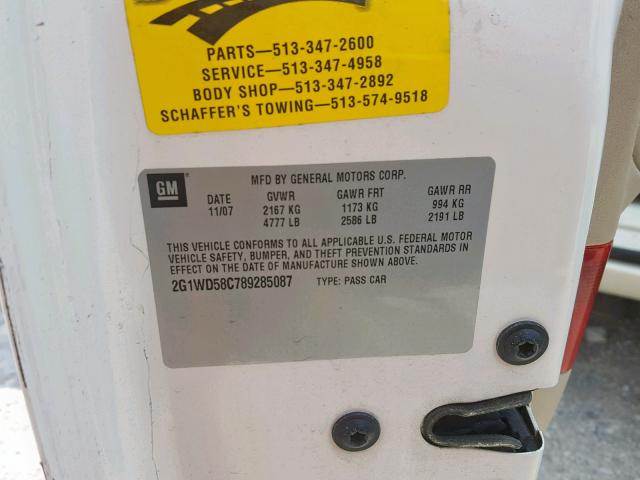 PARTS—513-347-2600
SERVICE—513-347-4958
BODY SHOP—513-347-2892
SCHAFFER'S TOWING—513-574-9518
GM
MFD BY GENERAL MOTORS CORP.
DATE GVWR GAWR FRT GAWR RR
11/07 2167 KG 1173 KG 994 KG
4777 LB 2586 LB 2191 LB
THIS VEHICLE CONFORMS TO ALL APPLICABLE U.S. FEDERAL MOTOR
VEHICLE SAFETY, BUMPER, AND THEFT PREVENTION STANDARDS IN
EFFECT ON THE DATE OF MANUFACTURE SHOWN ABOVE.
2G1WD58C789285087 TYPE: PASS CAR